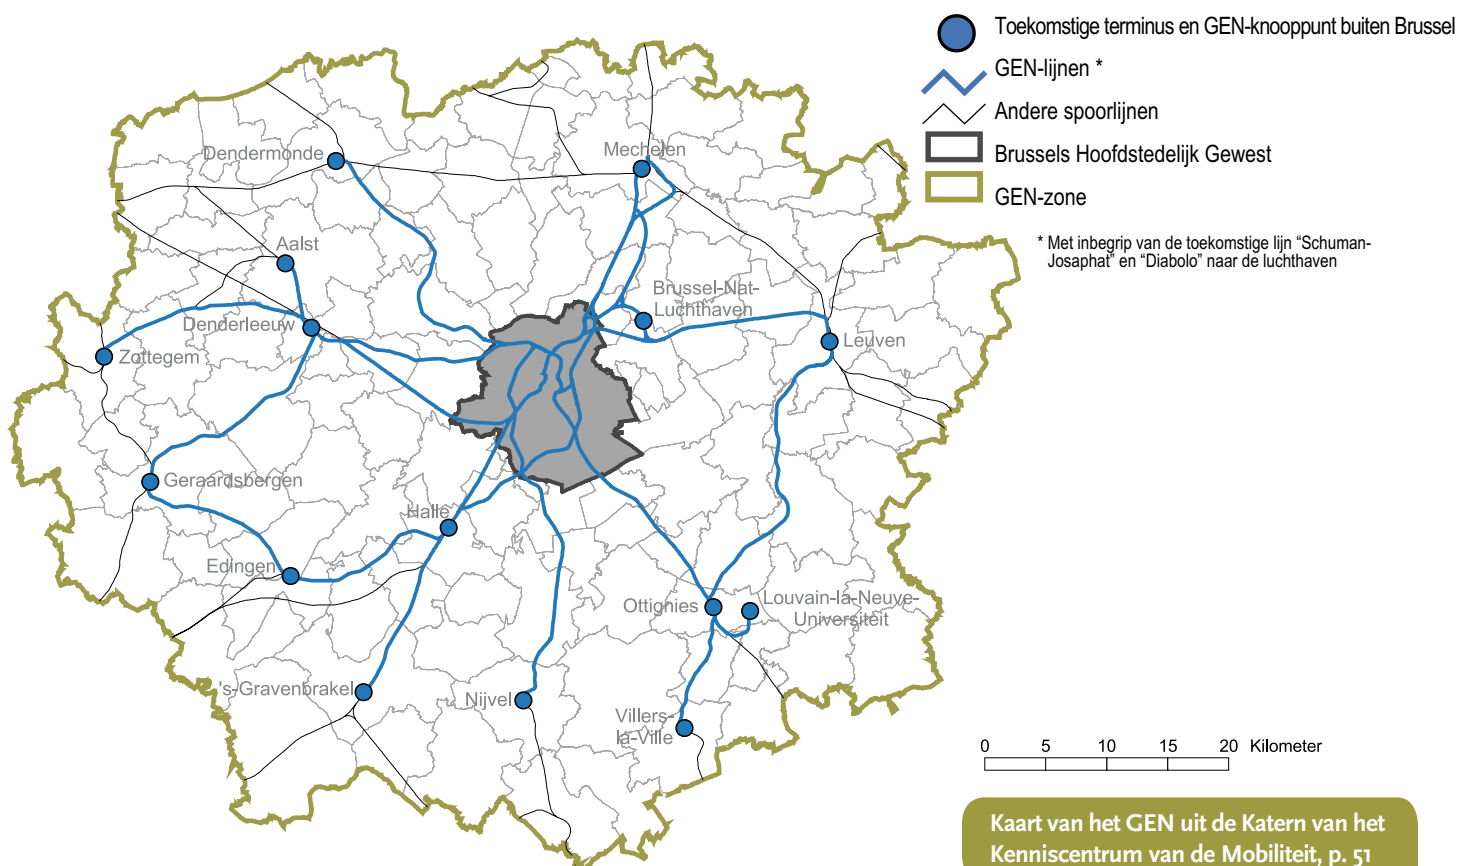 Toekomstige terminus en GEN-knooppunt buiten Brussel
GEN-lijnen *
Andere spoorlijnen
Brussels Hoofdstedelijk Gewest
GEN-zone
* Met inbegrip van de toekomstige lijn “Schuman-
Josaphat” en “Diabolo” naar de luchthaven
Dendermonde
Mechelen
Aalst
Brussel-Nat-
Luchthaven
Denderleeuw
Leuven
Zottegem
Geraardsbergen
Halle
Edingen
Ottignies
Louvain-la-Neuve-
Universiteit
's-Gravenbrakel
Nijvel
Villers-
la-Ville
0 5 10 15 20 Kilometer
Kaart van het GEN uit de Katern van het
Kenniscentrum van de Mobiliteit, p. 51